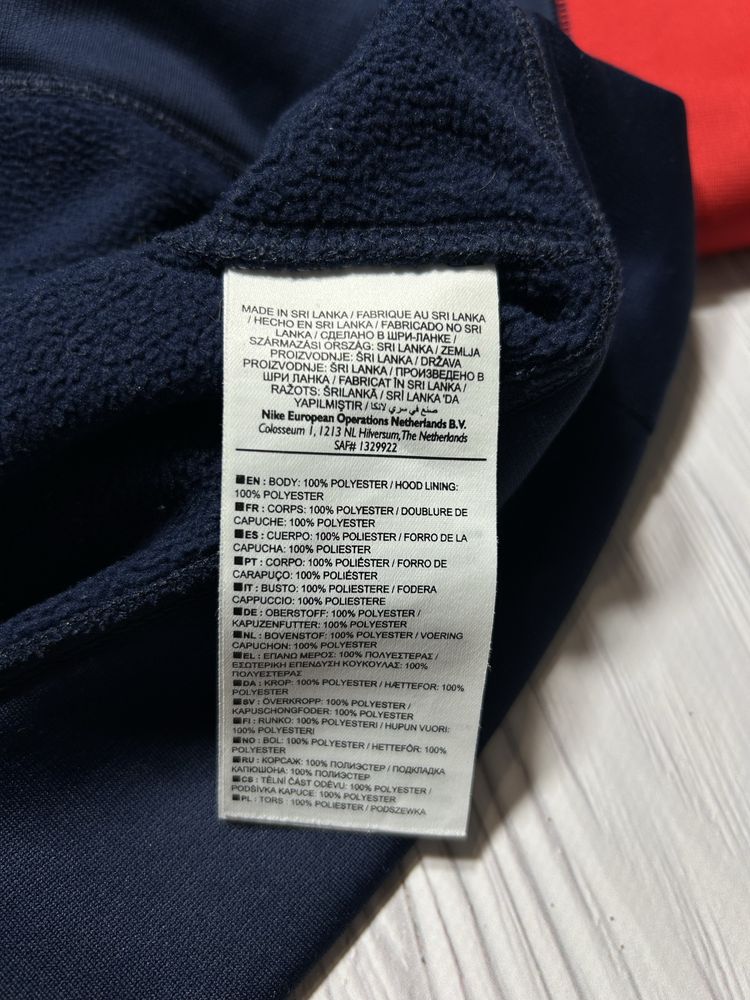 MADE IN SRI LANKA / FABRIQUE AU SRI LANKA
/ HECHO EN SRI LANKA / FABRICADO NO SRI
LANKA / СДЕЛАНО В ШРИ-ЛАНКЕ /
SZÁRMAZÁSI ORSZÁG: SRI LANKA / ZEMLJA
PROIZVODNJE: ŠRI LANKA / DRŽAVA
PROIZVODNJE: ŠRI LANKA / ПРОИЗВЕДЕНО В
ШРИ ЛАНКА / FABRICAT ÎN SRI LANKA /
RAŽOTS: ŠRILANKĀ / SRI LANKA 'DA
YAPILMIŞTIR / صنع في سري لانكا
Nike European Operations Netherlands B.V.
Colosseum 1, 1213 NL Hilversum, The Netherlands
SAF# 1329922
EN : BODY: 100% POLYESTER / HOOD LINING:
100% POLYESTER
FR : CORPS: 100% POLYESTER / DOUBLURE DE
CAPUCHE: 100% POLYESTER
ES : CUERPO: 100% POLIESTER / FORRO DE LA
CAPUCHA: 100% POLIESTER
PT : CORPO: 100% POLIÉSTER / FORRO DE
CARAPUÇO: 100% POLIÉSTER
IT : BUSTO: 100% POLIESTERE / FODERA
CAPPUCCIO: 100% POLIESTERE
DE : OBERSTOFF: 100% POLYESTER /
KAPUZENFUTTER: 100% POLYESTER
NL : BOVENSTOF: 100% POLYESTER / VOERING
CAPUCHON: 100% POLYESTER
EL : ΕΠΑΝΩ ΜΕΡΟΣ: 100% ΠΟΛΥΕΣΤΕΡΑΣ /
ΕΣΩΤΕΡΙΚΗ ΕΠΕΝΔΥΣΗ ΚΟΥΚΟΥΛΑΣ: 100%
ΠΟΛΥΕΣΤΕΡΑΣ
DA : KROP: 100% POLYESTER / HÆTTEFOR: 100%
POLYESTER
SV : ÖVERKROPP: 100% POLYESTER /
KAPUSCHONGFODER: 100% POLYESTER
FI : RUNKO: 100% POLYESTERI / HUPUN VUORI:
100% POLYESTERI
NO : BOL: 100% POLYESTER / HETTEFÔR: 100%
POLYESTER
RU : КОРСАЖ: 100% ПОЛИЭСТЕР / ПОДКЛАДКА
КАПЮШОНА: 100% ПОЛИЭСТЕР
CS : TĚLNÍ ČÁST ODĚVU: 100% POLYESTER /
PODŠÍVKA KAPUCE: 100% POLYESTER
PL : TORS : 100% POLIESTER / PODSZEWKA